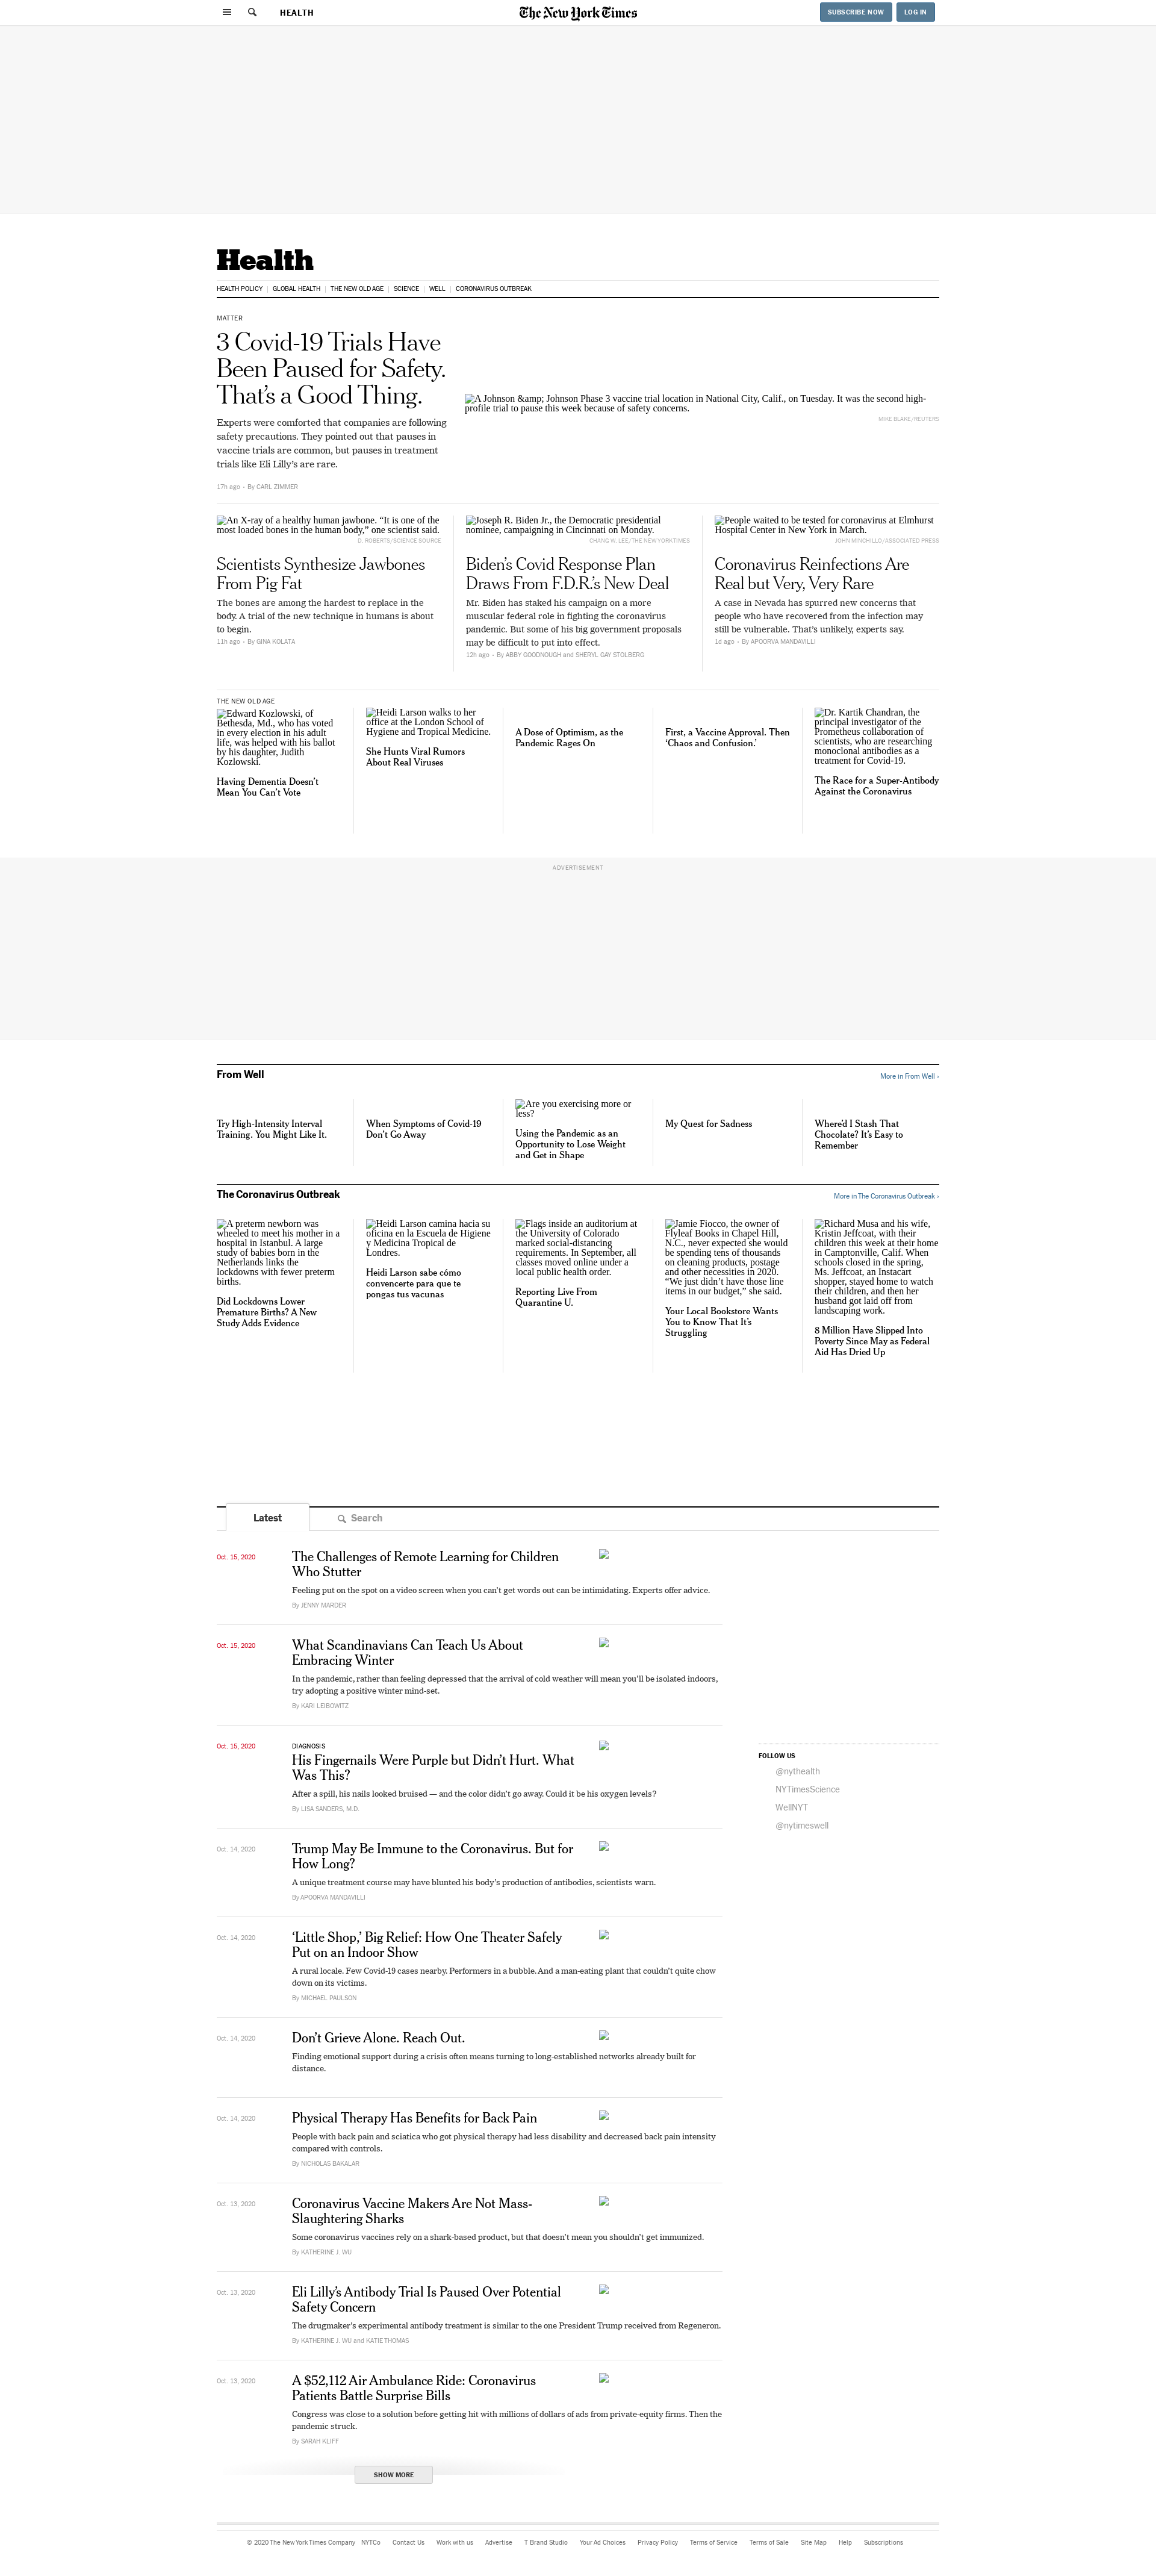 HEALTH
The New York Times
SUBSCRIBE NOW
LOG IN
Health
HEALTH POLICY | GLOBAL HEALTH | THE NEW OLD AGE | SCIENCE | WELL | CORONAVIRUS OUTBREAK
MATTER
3 Covid-19 Trials Have
Been Paused for Safety.
That's a Good Thing.
Experts were comforted that companies are following
safety precautions. They pointed out that pauses in
vaccine trials are common, but pauses in treatment
trials like Eli Lilly's are rare.
17h ago - By CARL ZIMMER
A Johnson &amp; Johnson Phase 3 vaccine trial location in National City, Calif., on Tuesday. It was the second high-
profile trial to pause this week because of safety concerns.
MIKE BLAKE/REUTERS
An X-ray of a healthy human jawbone. “It is one of the
most loaded bones in the human body,” one scientist said.
D. ROBERTS/SCIENCE SOURCE
Scientists Synthesize Jawbones
From Pig Fat
The bones are among the hardest to replace in the
body. A trial of the new technique in humans is about
to begin.
11h ago - By GINA KOLATA
Joseph R. Biden Jr., the Democratic presidential
nominee, campaigning in Cincinnati on Monday.
CHANG W. LEE/THE NEW YORK TIMES
Biden's Covid Response Plan
Draws From F.D.R.'s New Deal
Mr. Biden has staked his campaign on a more
muscular federal role in fighting the coronavirus
pandemic. But some of his big government proposals
may be difficult to put into effect.
12h ago - By ABBY GOODNOUGH and SHERYL GAY STOLBERG
People waited to be tested for coronavirus at Elmhurst
Hospital Center in New York in March.
JOHN MINCHILLO/ASSOCIATED PRESS
Coronavirus Reinfections Are
Real but Very, Very Rare
A case in Nevada has spurred new concerns that
people who have recovered from the infection may
still be vulnerable. That's unlikely, experts say.
1d ago - By APOORVA MANDAVILLI
THE NEW OLD AGE
Edward Kozlowski, of
Bethesda, Md., who has voted
in every election in his adult
life, was helped with his ballot
by his daughter, Judith
Kozlowski.
Having Dementia Doesn't
Mean You Can't Vote
Heidi Larson walks to her
office at the London School of
Hygiene and Tropical Medicine.
She Hunts Viral Rumors
About Real Viruses
A Dose of Optimism, as the
Pandemic Rages On
First, a Vaccine Approval. Then
‘Chaos and Confusion.’
Dr. Kartik Chandran, the
principal investigator of the
Prometheus collaboration of
scientists, who are researching
monoclonal antibodies as a
treatment for Covid-19.
The Race for a Super-Antibody
Against the Coronavirus
ADVERTISEMENT
From Well
More in From Well ›
Try High-Intensity Interval
Training. You Might Like It.
When Symptoms of Covid-19
Don't Go Away
Are you exercising more or
less?
Using the Pandemic as an
Opportunity to Lose Weight
and Get in Shape
My Quest for Sadness
Where'd I Stash That
Chocolate? It's Easy to
Remember
The Coronavirus Outbreak
More in The Coronavirus Outbreak ›
A preterm newborn was
wheeled to meet his mother in a
hospital in Istanbul. A large
study of babies born in the
Netherlands links the
lockdowns with fewer preterm
births.
Did Lockdowns Lower
Premature Births? A New
Study Adds Evidence
Heidi Larson camina hacia su
oficina en la Escuela de Higiene
y Medicina Tropical de
Londres.
Heidi Larson sabe cómo
convencerte para que te
pongas tus vacunas
Flags inside an auditorium at
the University of Colorado
marked social-distancing
requirements. In September, all
classes moved online under a
local public health order.
Reporting Live From
Quarantine U.
Jamie Fiocco, the owner of
Flyleaf Books in Chapel Hill,
N.C., never expected she would
be spending tens of thousands
on cleaning products, postage
and other necessities in 2020.
“We just didn’t have those line
items in our budget,” she said.
Your Local Bookstore Wants
You to Know That It's
Struggling
Richard Musa and his wife,
Kristin Jeffcoat, with their
children this week at their home
in Camptonville, Calif. When
schools closed in the spring,
Ms. Jeffcoat, an Instacart
shopper, stayed home to watch
their children, and then her
husband got laid off from
landscaping work.
8 Million Have Slipped Into
Poverty Since May as Federal
Aid Has Dried Up
Latest
Search
Oct. 15, 2020
The Challenges of Remote Learning for Children
Who Stutter
Feeling put on the spot on a video screen when you can't get words out can be intimidating. Experts offer advice.
By JENNY MARDER
Oct. 15, 2020
What Scandinavians Can Teach Us About
Embracing Winter
In the pandemic, rather than feeling depressed that the arrival of cold weather will mean you'll be isolated indoors,
try adopting a positive winter mind-set.
By KARI LEIBOWITZ
Oct. 15, 2020
DIAGNOSIS
His Fingernails Were Purple but Didn't Hurt. What
Was This?
After a spill, his nails looked bruised — and the color didn't go away. Could it be his oxygen levels?
By LISA SANDERS, M.D.
Oct. 14, 2020
Trump May Be Immune to the Coronavirus. But for
How Long?
A unique treatment course may have blunted his body's production of antibodies, scientists warn.
By APOORVA MANDAVILLI
Oct. 14, 2020
‘Little Shop,’ Big Relief: How One Theater Safely
Put on an Indoor Show
A rural locale. Few Covid-19 cases nearby. Performers in a bubble. And a man-eating plant that couldn't quite chow
down on its victims.
By MICHAEL PAULSON
Oct. 14, 2020
Don't Grieve Alone. Reach Out.
Finding emotional support during a crisis often means turning to long-established networks already built for
distance.
Oct. 14, 2020
Physical Therapy Has Benefits for Back Pain
People with back pain and sciatica who got physical therapy had less disability and decreased back pain intensity
compared with controls.
By NICHOLAS BAKALAR
Oct. 13, 2020
Coronavirus Vaccine Makers Are Not Mass-
Slaughtering Sharks
Some coronavirus vaccines rely on a shark-based product, but that doesn't mean you shouldn't get immunized.
By KATHERINE J. WU
Oct. 13, 2020
Eli Lilly's Antibody Trial Is Paused Over Potential
Safety Concern
The drugmaker's experimental antibody treatment is similar to the one President Trump received from Regeneron.
By KATHERINE J. WU and KATIE THOMAS
Oct. 13, 2020
A $52,112 Air Ambulance Ride: Coronavirus
Patients Battle Surprise Bills
Congress was close to a solution before getting hit with millions of dollars of ads from private-equity firms. Then the
pandemic struck.
By SARAH KLIFF
SHOW MORE
FOLLOW US
@nythealth
NYTimesScience
WellNYT
@nytimeswell
© 2020 The New York Times Company NYTCo Contact Us Work with us Advertise T Brand Studio Your Ad Choices Privacy Policy Terms of Service Terms of Sale Site Map Help Subscriptions